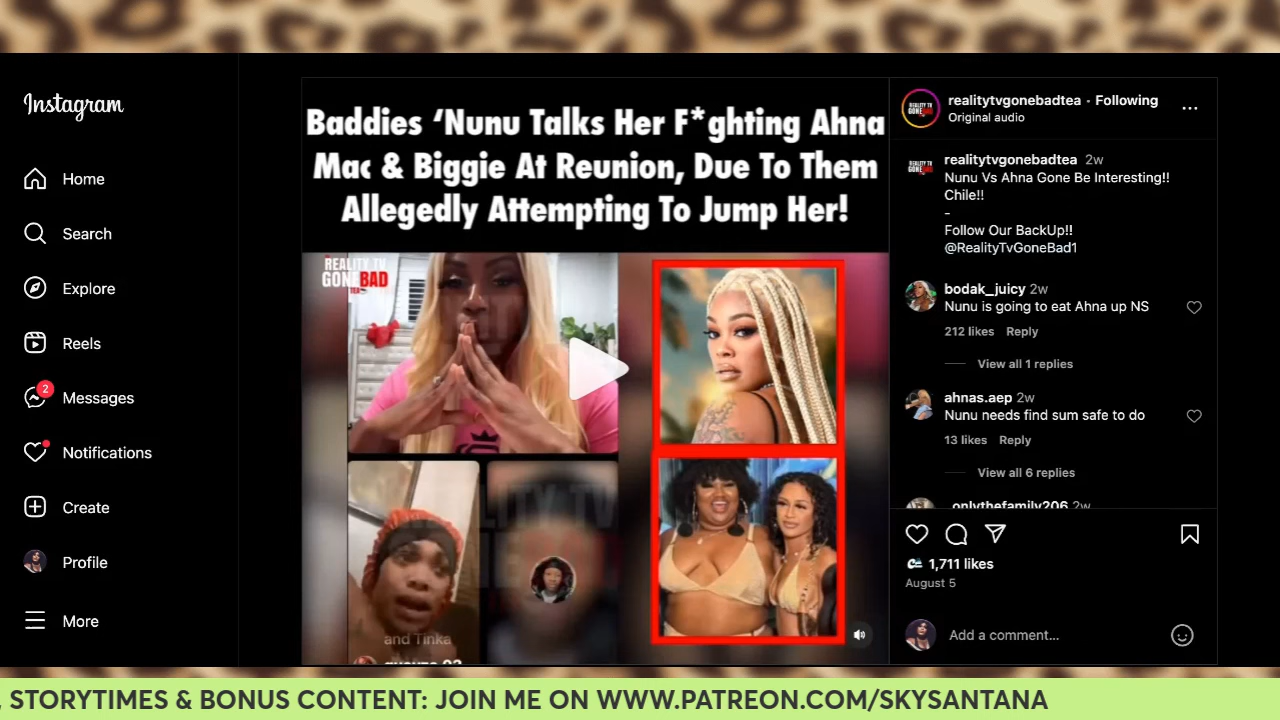 Instagram
Home
Search
Explore
Reels
2
Messages
Notifications
Create
Profile
More
Baddies ‘Nunu Talks Her F*ghting Ahna
Mac & Biggie At Reunion, Due To Them
Allegedly Attempting To Jump Her!
REALITY TV
GONE BAD
and Tinka
realitytvgonebadtea • Following
Original audio
realitytvgonebadtea 2w
Nunu Vs Ahna Gone Be Interesting!!
Chile!!
-
Follow Our BackUp!!
@RealityTvGoneBad1
bodak_juicy 2w
Nunu is going to eat Ahna up NS
212 likes Reply
View all 1 replies
ahnas.aep 2w
Nunu needs find sum safe to do
13 likes Reply
View all 6 replies
_onlythefamily206 2w
1,711 likes
August 5
Add a comment...
, STORYTIMES & BONUS CONTENT: JOIN ME ON WWW.PATREON.COM/SKYSANTANA